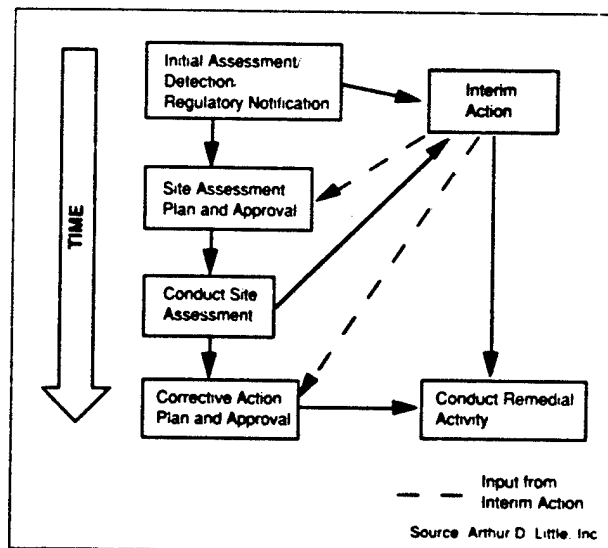 Initial Assessment/
Detection
Regulatory Notification
Interim
Action
Site Assessment
Plan and Approval
TIME
Conduct Site
Assessment
Corrective Action
Plan and Approval
Conduct Remedial
Activity
Input from
Interim Action
Source Arthur D. Little, Inc